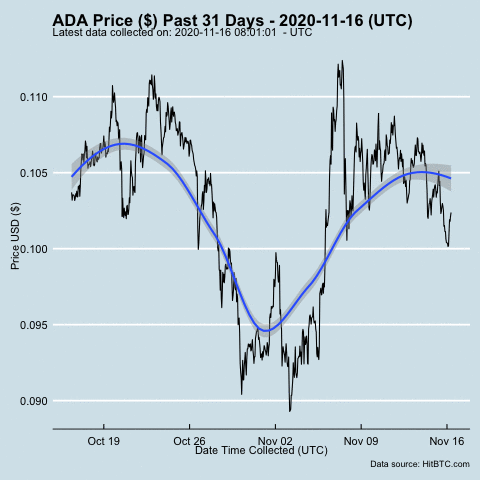 ADA Price ($) Past 31 Days - 2020-11-16 (UTC)
Latest data collected on: 2020-11-16 08:01:01 - UTC
Price USD ($)
0.110
0.105
0.100
0.095
0.090
Oct 19 Oct 26 Nov 02 Nov 09 Nov 16
Date Time Collected (UTC)
Data source: HitBTC.com